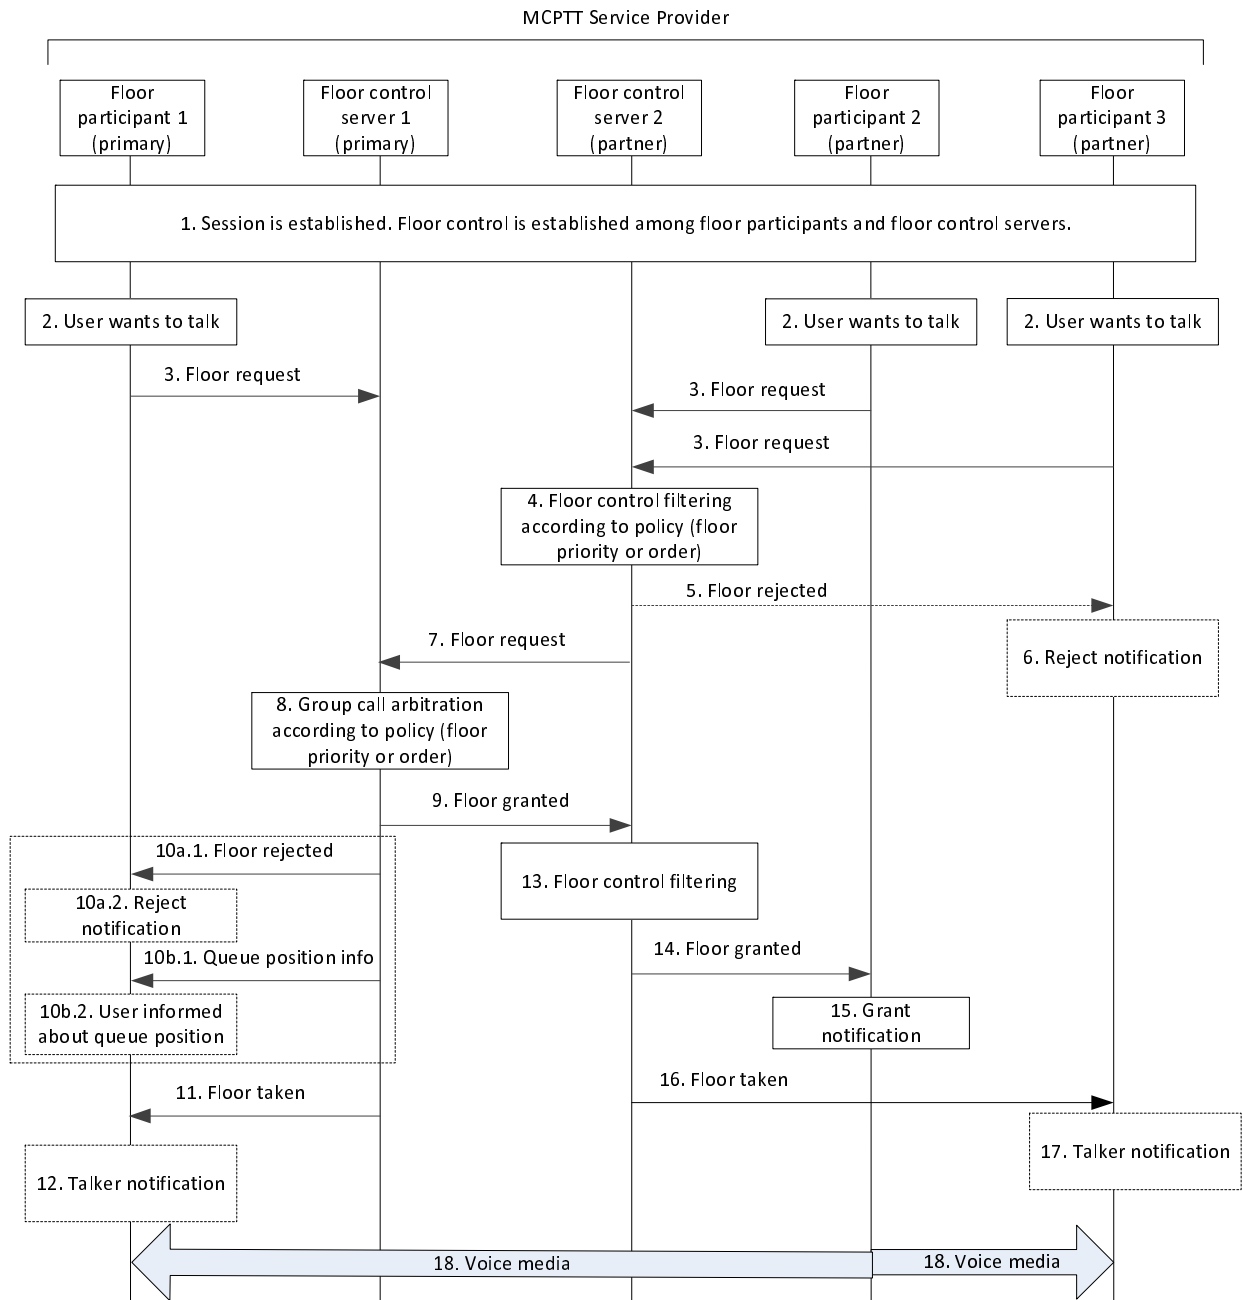 MCPTT Service Provider
Floor
participant 1
(primary)
Floor control
server 1
(primary)
Floor control
server 2
(partner)
Floor
participant 2
(partner)
Floor
participant 3
(partner)
1. Session is established. Floor control is established among floor participants and floor control servers.
2. User wants to talk
2. User wants to talk
2. User wants to talk
3. Floor request
3. Floor request
3. Floor request
4. Floor control filtering
according to policy (floor
priority or order)
5. Floor rejected
6. Reject notification
7. Floor request
8. Group call arbitration
according to policy (floor
priority or order)
9. Floor granted
10a.1. Floor rejected
10a.2. Reject
notification
10b.1. Queue position info
10b.2. User informed
about queue position
13. Floor control filtering
14. Floor granted
15. Grant
notification
11. Floor taken
16. Floor taken
12. Talker notification
17. Talker notification
18. Voice media
18. Voice media